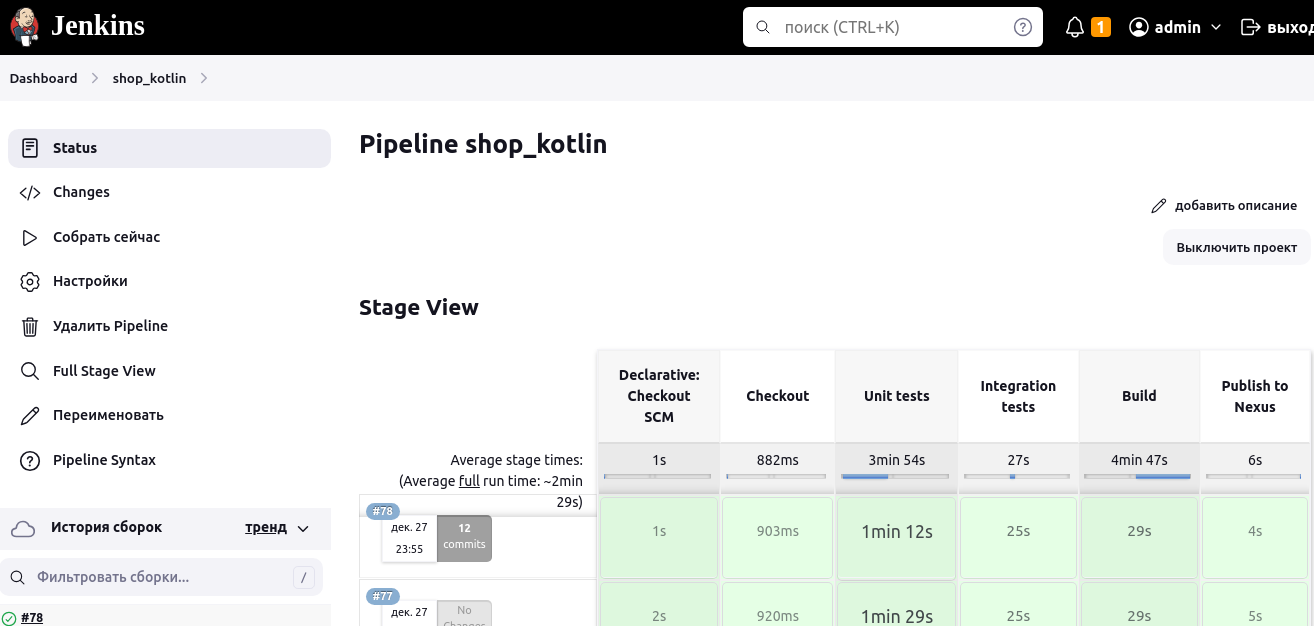 Jenkins
поиск (CTRL+K)
1
admin
Dashboard
shop_kotlin
Status
Changes
Собрать сейчас
Настройки
Удалить Pipeline
Full Stage View
Переименовать
Pipeline Syntax
История сборок
тренд
Фильтровать сборки...
/
#78
Pipeline shop_kotlin
добавить описание
Выключить проект
Stage View
Declarative:
Checkout
SCM
Checkout
Unit tests
Integration
tests
Build
Publish to
Nexus
Average stage times:
(Average full run time: ~2min
29s)
1s
882ms
3min 54s
27s
4min 47s
6s
#78
дек. 27
23:55
12
commits
1s
903ms
1min 12s
25s
29s
4s
#77
дек. 27
No
2s
920ms
1min 29s
25s
29s
5s